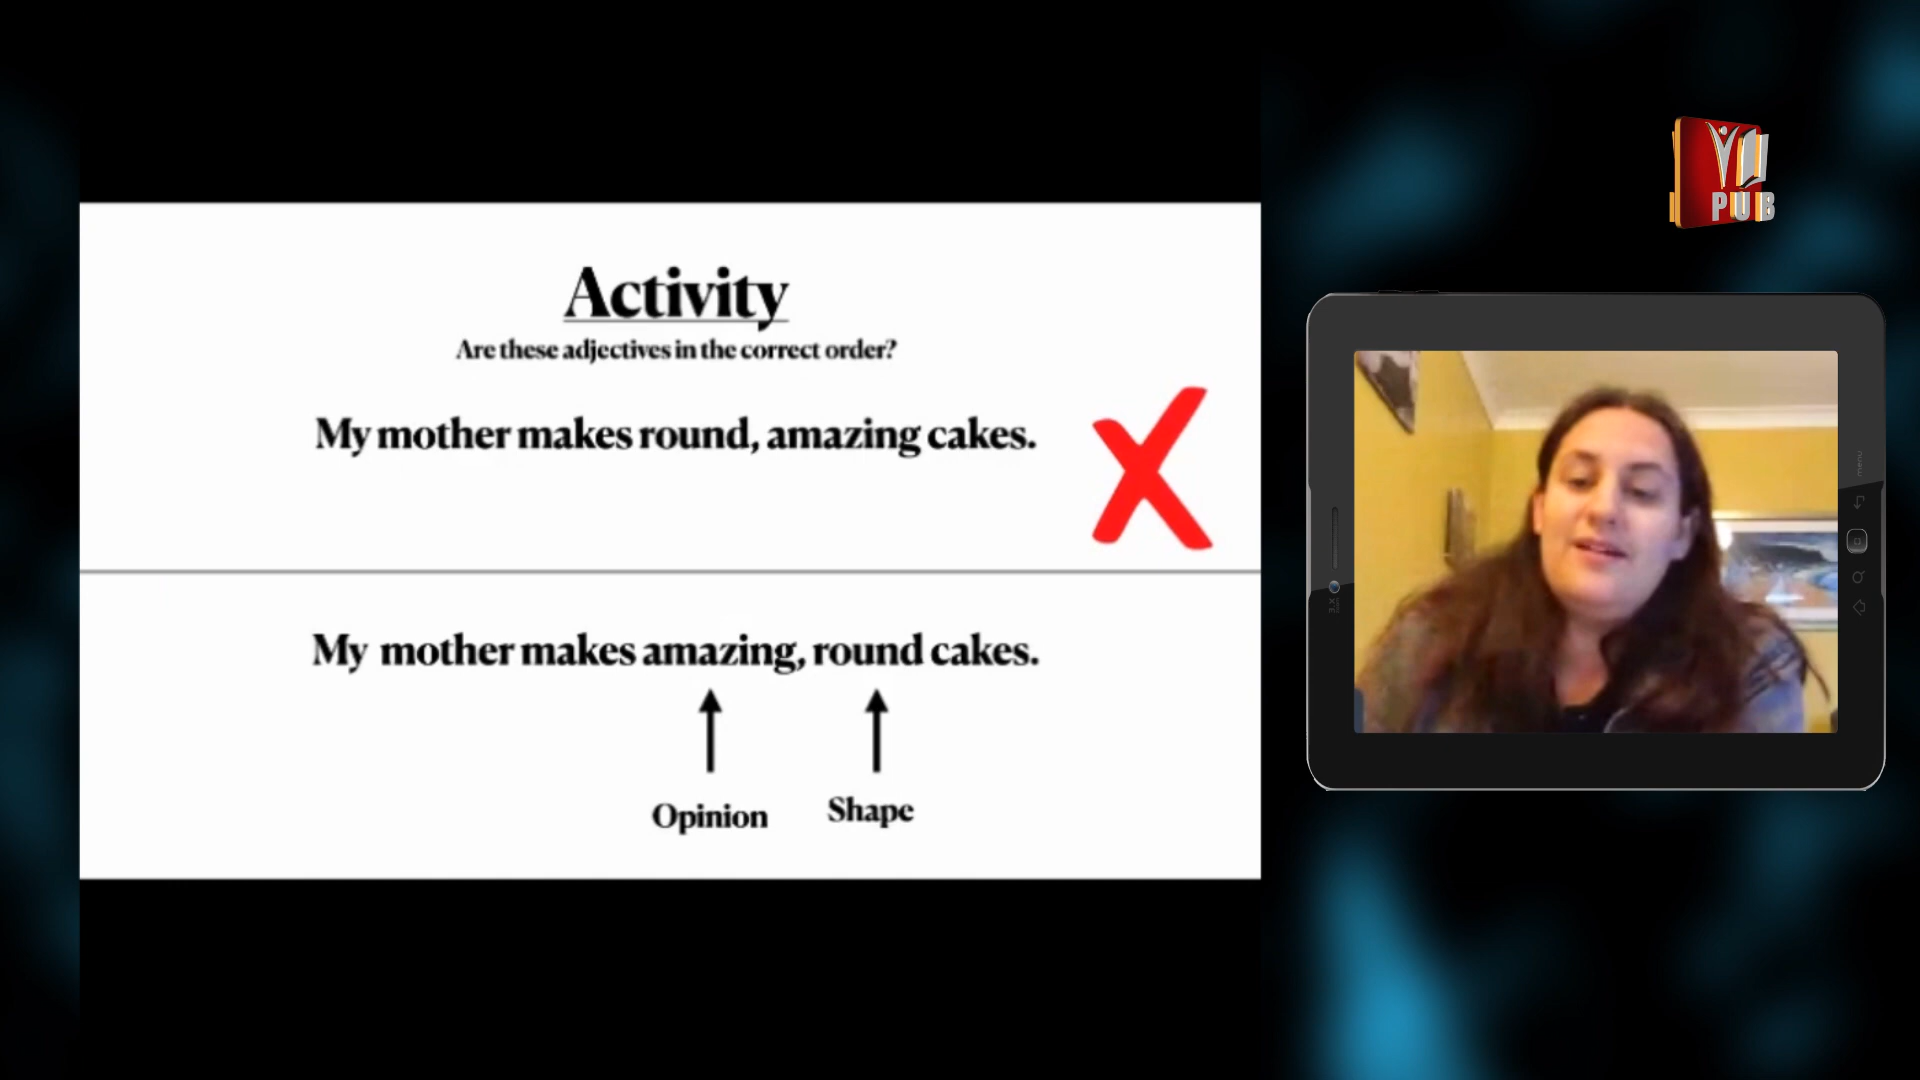 Activity
Are these adjectives in the correct order?
My mother makes round, amazing cakes.
My mother makes amazing, round cakes.
Opinion Shape
PUB
menu